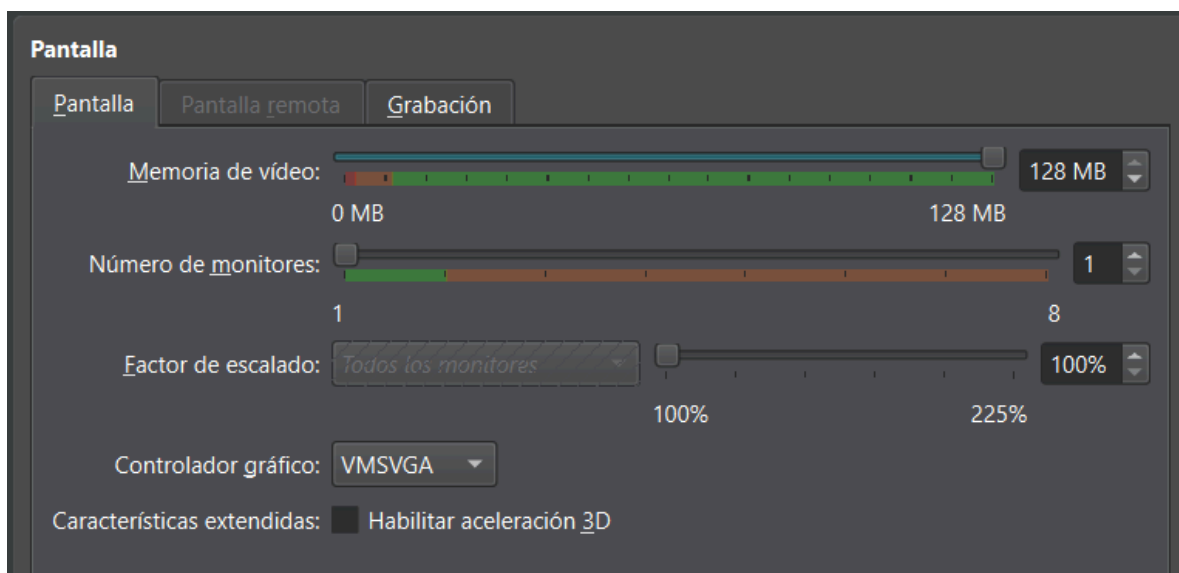 Pantalla
Pantalla Pantalla remota Grabación
Memoria de vídeo: 128 MB
0 MB 128 MB
Número de monitores: 1
1 8
Factor de escalado: Todos los monitores 100%
100% 225%
Controlador gráfico: VMSVGA
Características extendidas: Habilitar aceleración 3D